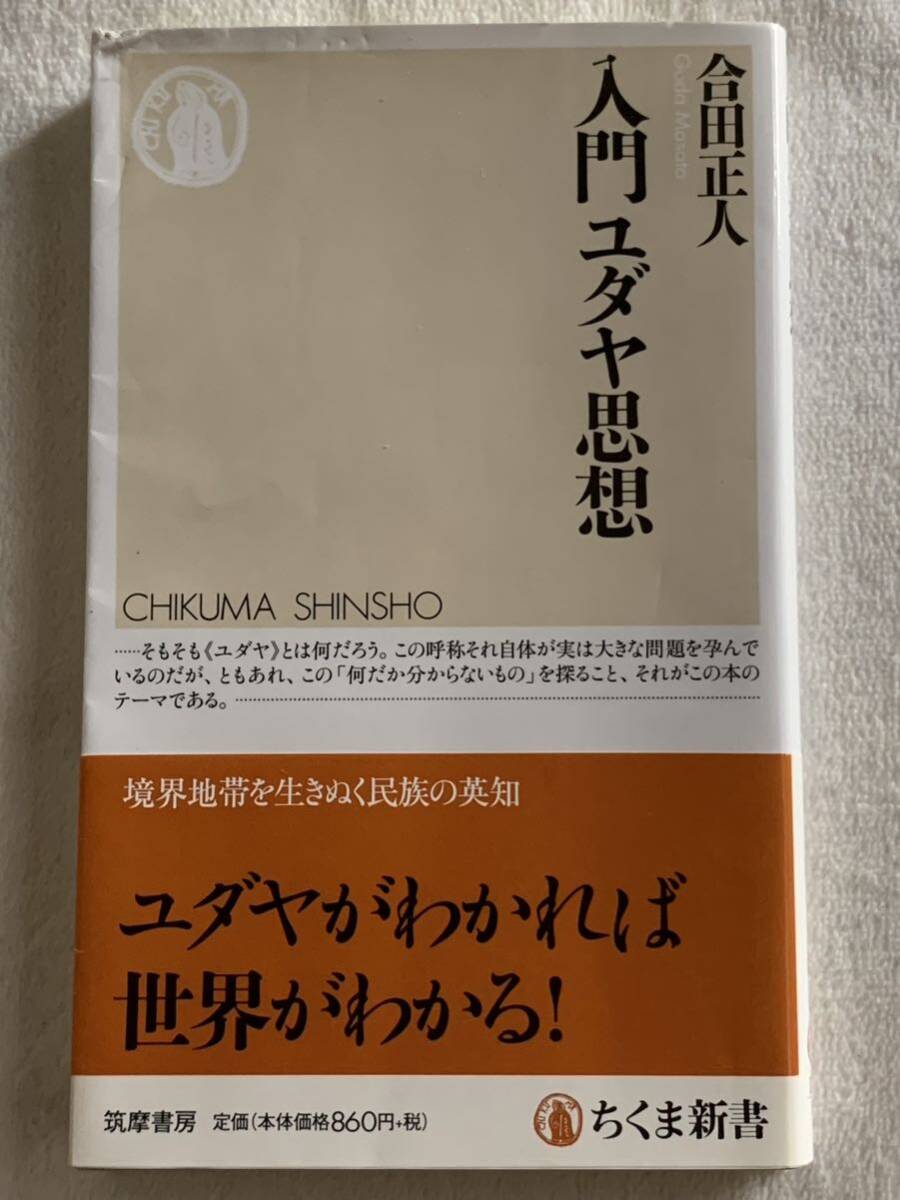 合田正人
Goda Masato
入門 ユダヤ思想
CHIKUMA
CHIKUMA SHINSHO
……そもそも《ユダヤ》とは何だろう。この呼称それ自体が実は大きな問題を孕んで
いるのだが、ともあれ、この「何だか分からないもの」を探ること、それがこの本の
テーマである。……………………………………………………
境界地帯を生きぬく民族の英知
ユダヤがわかれば
世界がわかる!
筑摩書房 定価(本体価格860円+税)
ちくま新書